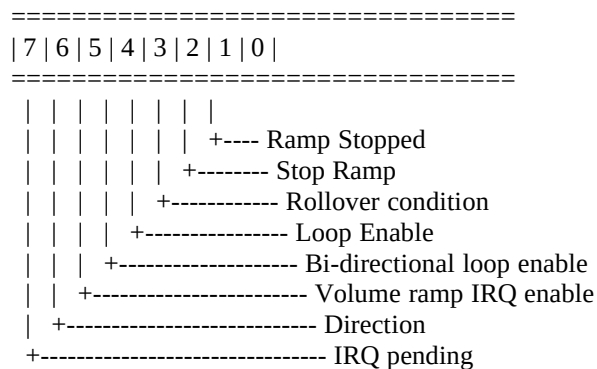 =================================
| 7 | 6 | 5 | 4 | 3 | 2 | 1 | 0 |
=================================
| | | | | | | |
| | | | | | | +---- Ramp Stopped
| | | | | | +-------- Stop Ramp
| | | | | +------------ Rollover condition
| | | | +---------------- Loop Enable
| | | +-------------------- Bi-directional loop enable
| | +------------------------ Volume ramp IRQ enable
| +---------------------------- Direction
+-------------------------------- IRQ pending